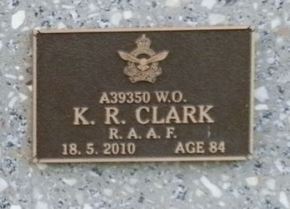 A39350 W.O.
K. R. CLARK
R. A. A. F.
18. 5. 2010 AGE 84